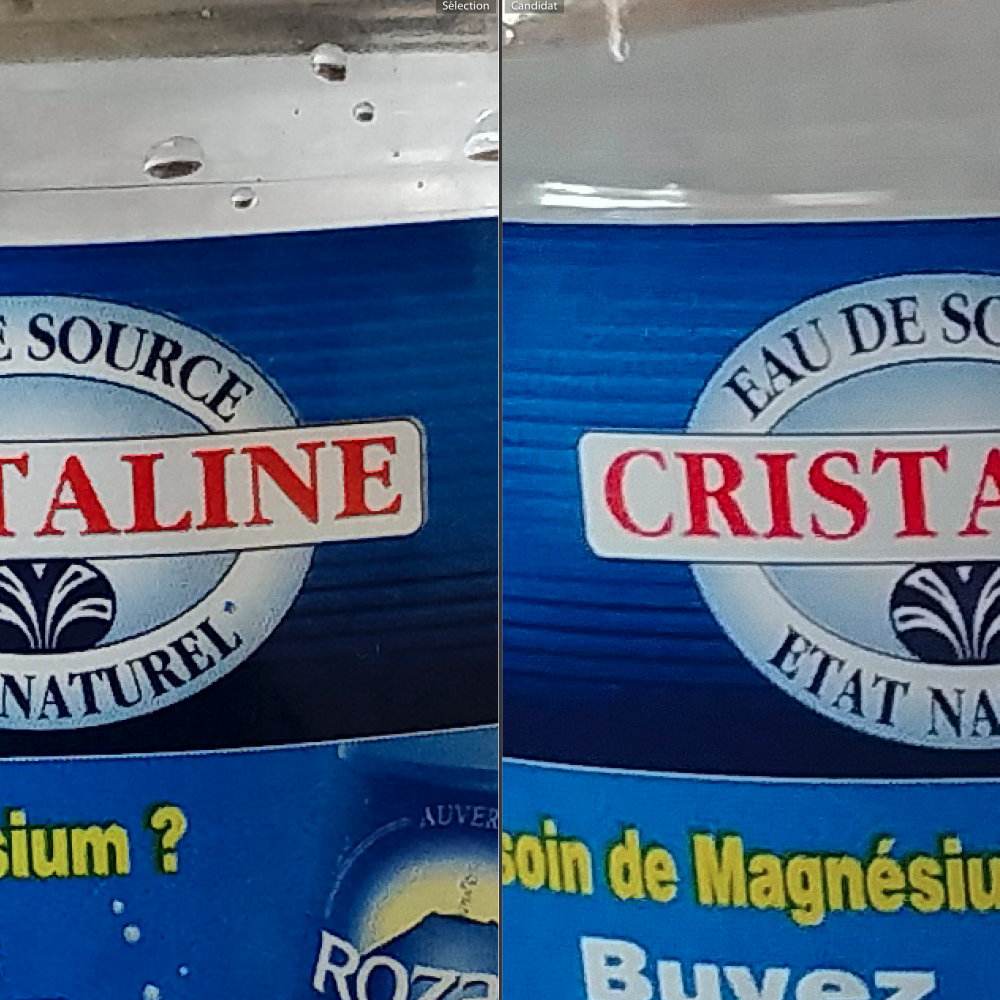 Sélection
E SOURCE
TALINE
NATUREL
sium ?
AUVER
ROZA
Candidat
EAU DE SO
CRISTA
ETAT NA
soin de Magnésiu
Buvez